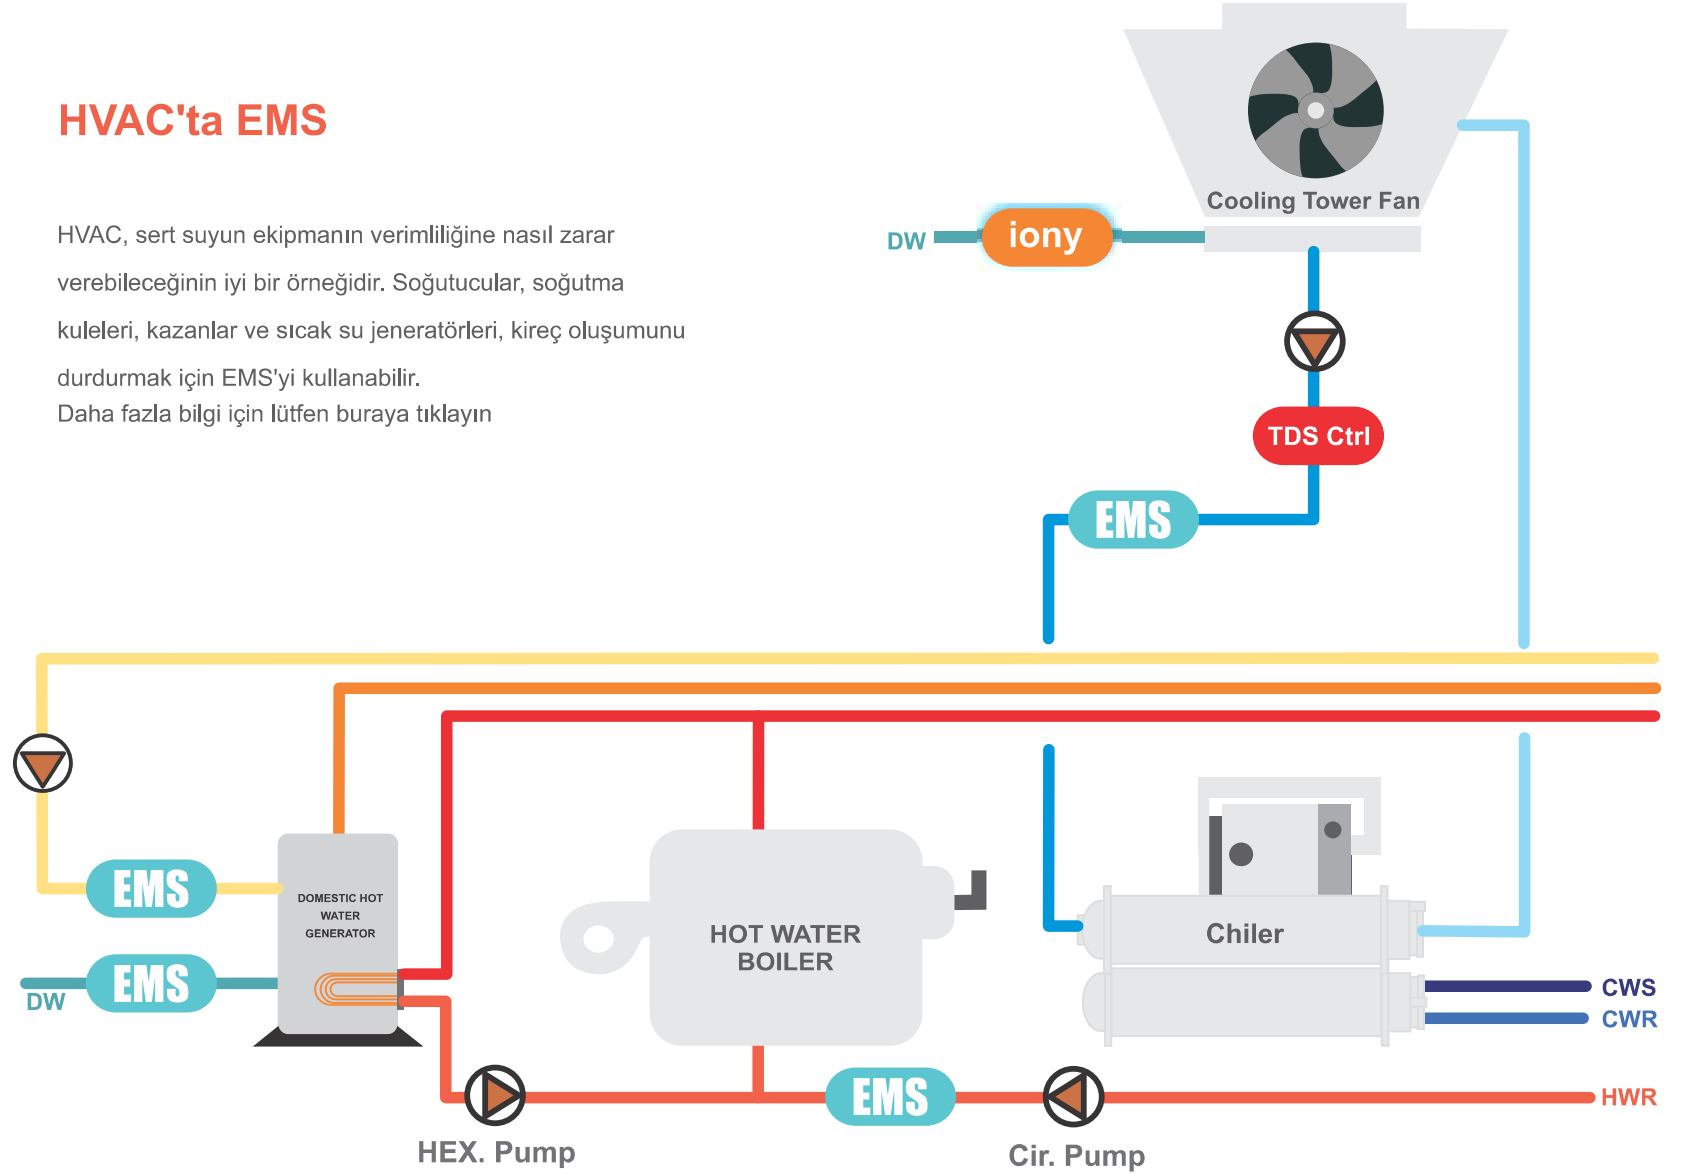 HVAC'ta EMS
HVAC, sert suyun ekipmanın verimliliğine nasıl zarar
verebileceğinin iyi bir örneğidir. Soğutucular, soğutma
kuleleri, kazanlar ve sıcak su jeneratörleri, kireç oluşumunu
durdurmak için EMS'yi kullanabilir.
Daha fazla bilgi için lütfen buraya tıklayın
Cooling Tower Fan
DW
iony
TDS Ctrl
EMS
EMS
DOMESTIC HOT
WATER
GENERATOR
EMS
DW
HOT WATER
BOILER
Chiler
CWS
CWR
EMS
HWR
HEX. Pump
Cir. Pump